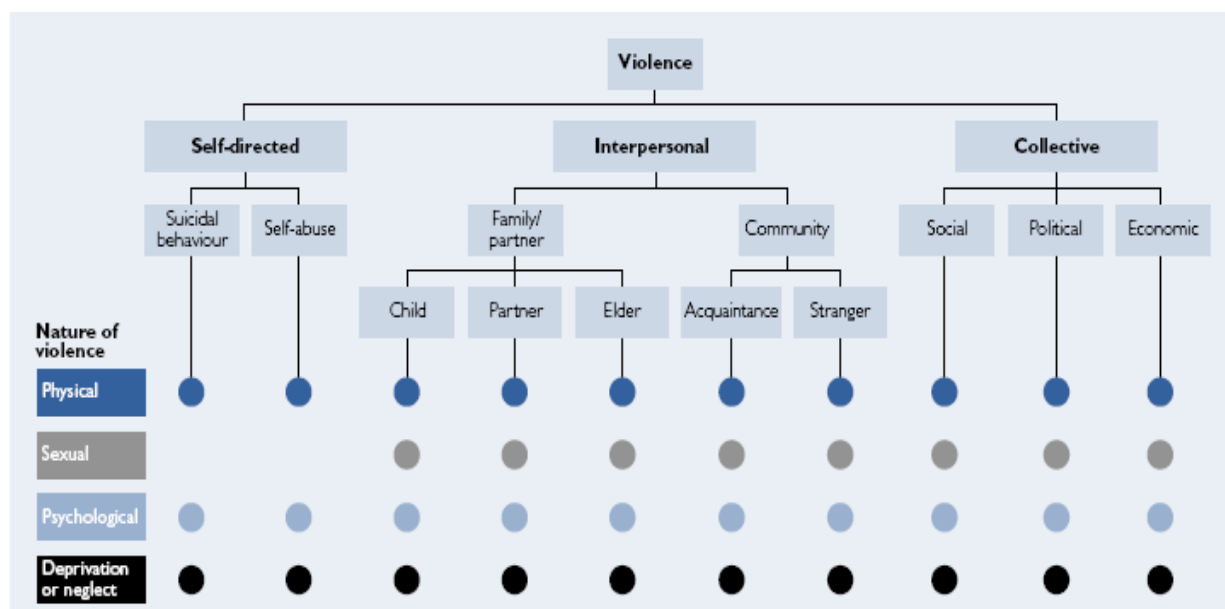 Violence
Self-directed
Interpersonal
Collective
Suicidal
behaviour
Self-abuse
Family/
partner
Community
Social
Political
Economic
Child
Partner
Elder
Acquaintance
Stranger
Nature of
violence
Physical
Sexual
Psychological
Deprivation
or neglect